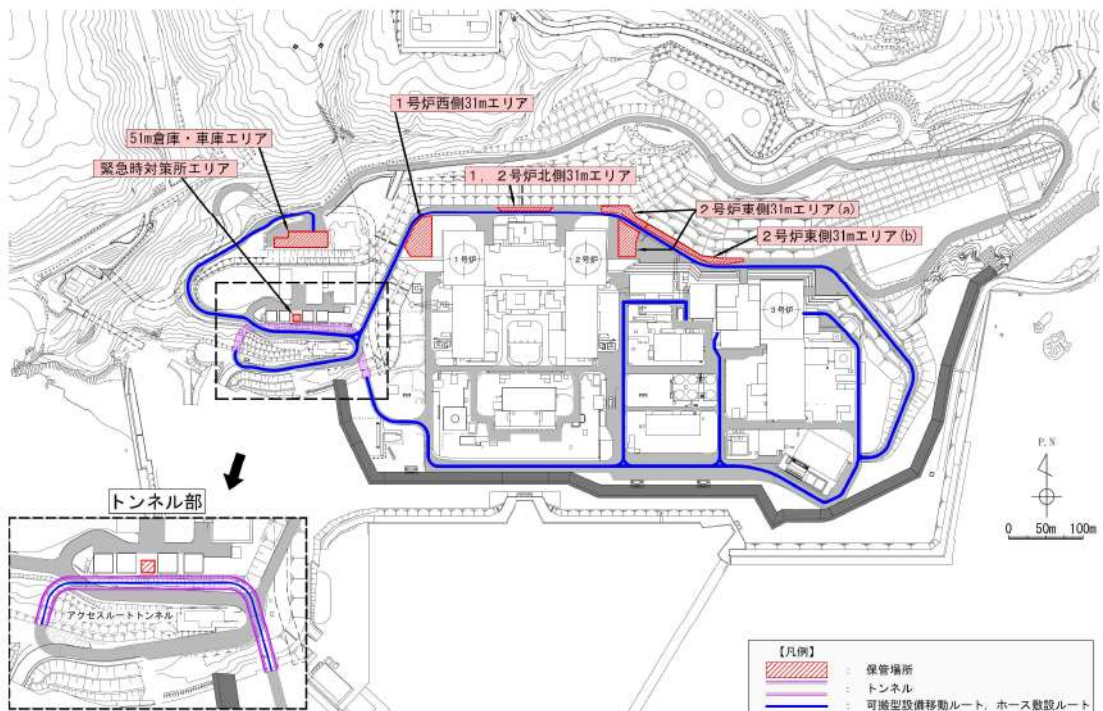 1号炉西側31mエリア
51m倉庫・車庫エリア
緊急時対策所エリア
1,2号炉北側31mエリア
2号炉東側31mエリア(a)
2号炉東側31mエリア(b)
1号炉
2号炉
3号炉
P.N
0 50m 100m
トンネル部
アクセスルートトンネル
【凡例】
: 保管場所
: トンネル
: 可搬型設備移動ルート, ホース敷設ルート